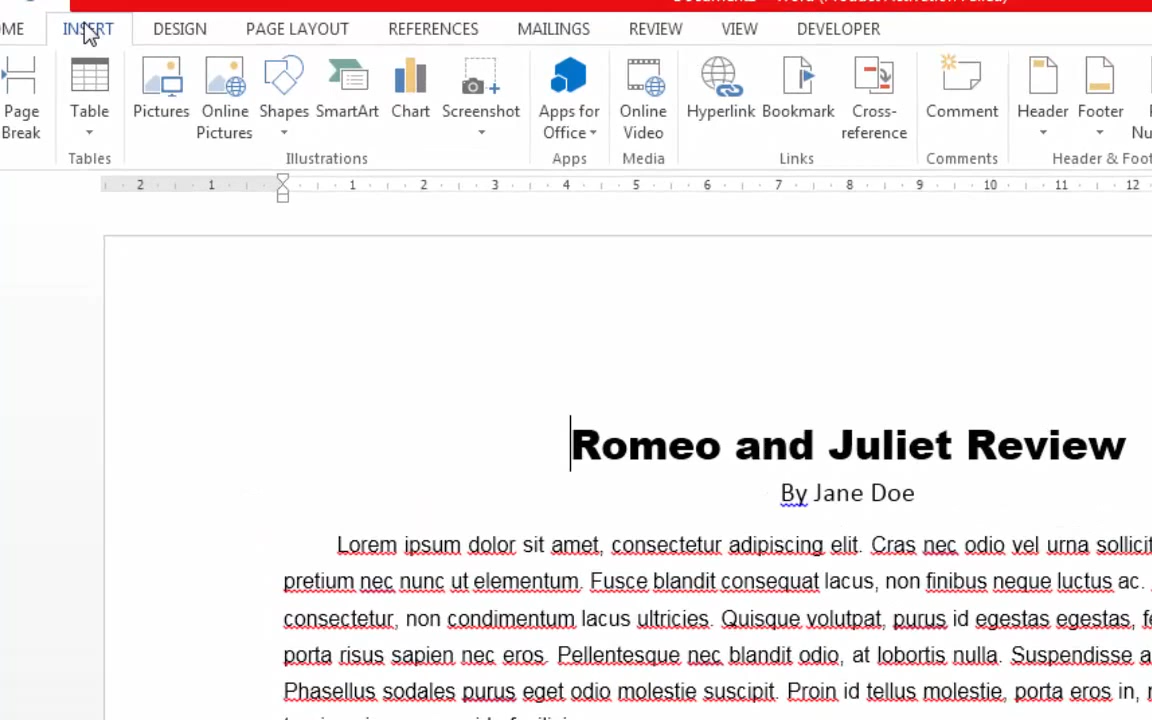 INSERT DESIGN PAGE LAYOUT REFERENCES MAILINGS REVIEW VIEW DEVELOPER
Page Break
Table
Pictures
Online Pictures
Shapes
SmartArt
Chart
Screenshot
Apps for Office
Online Video
Hyperlink
Bookmark
Cross-reference
Comment
Header
Footer
Tables
Illustrations
Apps
Media
Links
Comments
2 1 1 2 3 4 5 6 7 8 9 10 11 12
Romeo and Juliet Review
By Jane Doe
Lorem ipsum dolor sit amet, consectetur adipiscing elit. Cras nec odio vel urna
pretium nec nunc ut elementum. Fusce blandit consequat lacus, non finibus neque luctus ac.
consectetur, non condimentum lacus ultricies. Quisque volutpat, purus id egestas egestas,
porta risus sapien nec eros. Pellentesque nec blandit odio, at lobortis nulla. Suspendisse
Phasellus sodales purus eget odio molestie suscipit. Proin id tellus molestie, porta eros in,